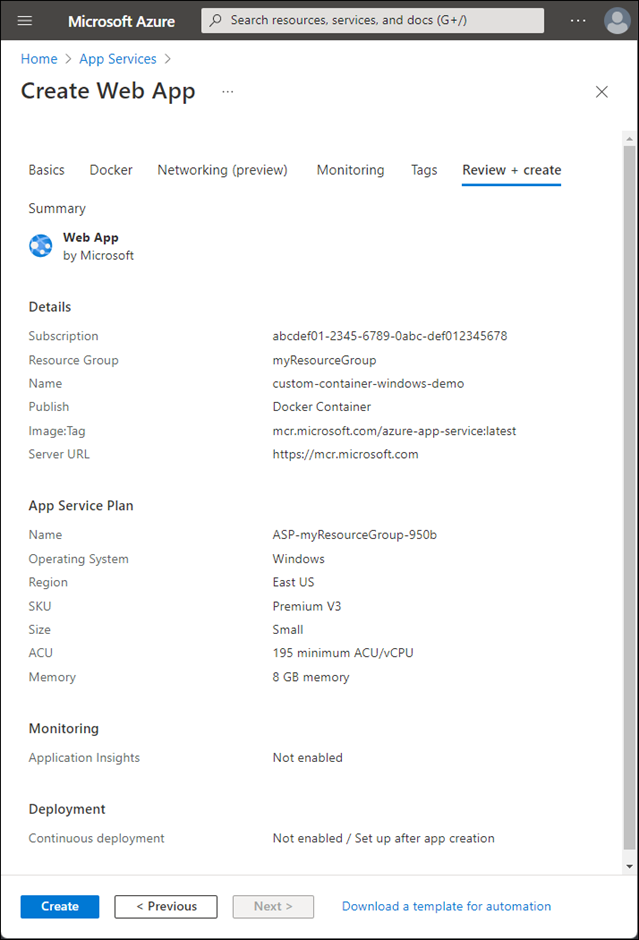 Microsoft Azure
Search resources, services, and docs (G+/)
...
Home > App Services >
Create Web App ...
Basics Docker Networking (preview) Monitoring Tags Review + create
Summary
Web App
by Microsoft
Details
Subscription abcdef01-2345-6789-0abc-def012345678
Resource Group myResourceGroup
Name custom-container-windows-demo
Publish Docker Container
Image:Tag mcr.microsoft.com/azure-app-service:latest
Server URL https://mcr.microsoft.com
App Service Plan
Name ASP-myResourceGroup-950b
Operating System Windows
Region East US
SKU Premium V3
Size Small
ACU 195 minimum ACU/vCPU
Memory 8 GB memory
Monitoring
Application Insights Not enabled
Deployment
Continuous deployment Not enabled / Set up after app creation
Create < Previous Next > Download a template for automation